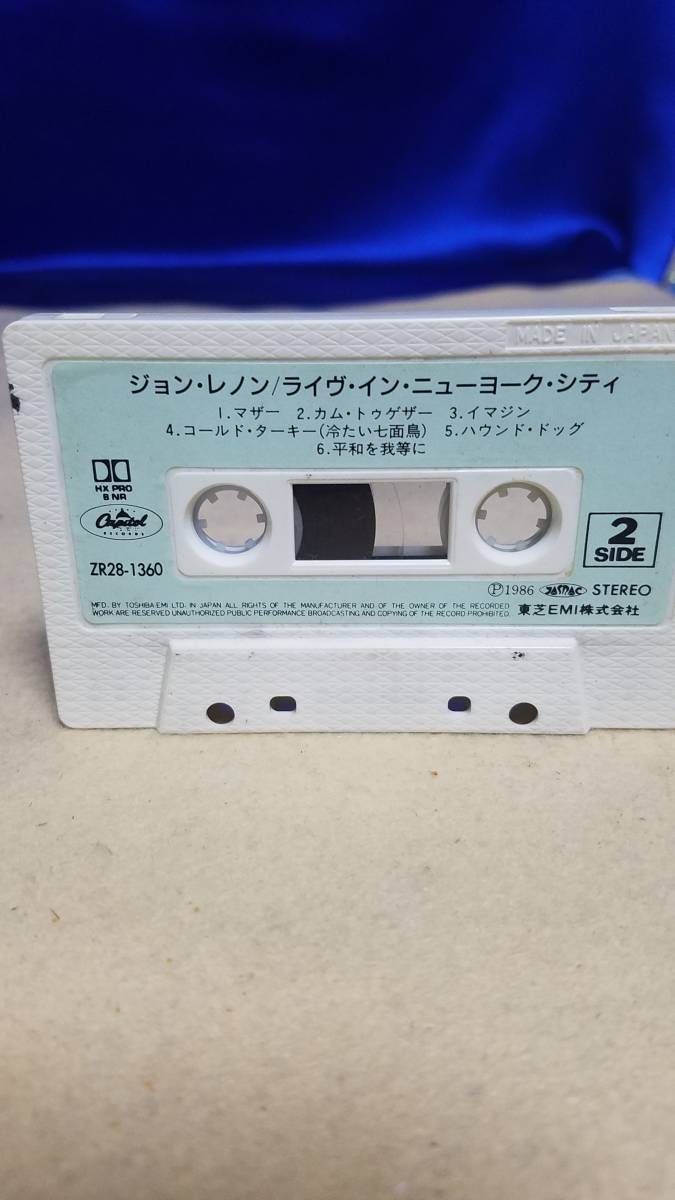 MADE IN JAPAN
ジョン・レノン/ライヴ・イン・ニューヨーク・シティ
1.マザー 2.カム・トゥゲザー 3.イマジン
4.コールド・ターキー(冷たい七面鳥) 5.ハウンド・ドッグ
6.平和を我等に
HX PRO
B NR
Capitol
RECORDS
2
SIDE
ZR28-1360
Ⓟ1986 JASRAC STEREO
MFD. BY TOSHIBA EMI LTD. IN JAPAN ALL RIGHTS OF THE MANUFACTURER AND OF THE OWNER OF THE RECORDED
WORK ARE RESERVED UNAUTHORIZED PUBLIC PERFORMANCE BROADCASTING AND COPYING OF THE RECORD PROHIBITED.
東芝EMI株式会社